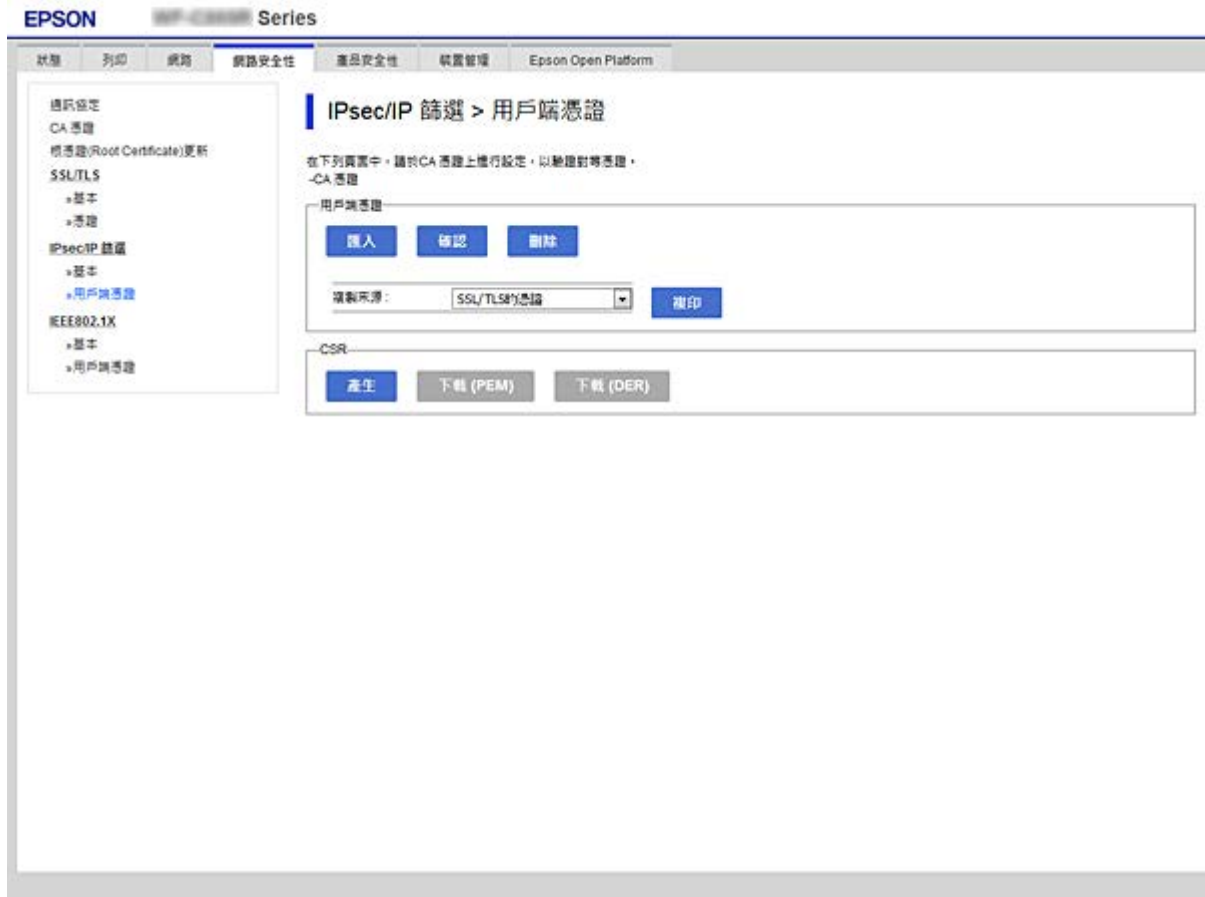 EPSON Series
狀態 列印 網路 網路安全性 產品安全性 裝置管理 Epson Open Platform
通訊協定
CA 憑證
根憑證(Root Certificate)更新
SSL/TLS
»基本
»憑證
IPsec/IP 篩選
»基本
»用戶端憑證
IEEE802.1X
»基本
»用戶端憑證
IPsec/IP 篩選 > 用戶端憑證
在下列頁面中，請於CA 憑證上進行設定，以驗證對等憑證。
-CA 憑證
用戶端憑證
匯入 確認 刪除
複製來源 : SSL/TLS的憑證 複印
CSR
產生 下載 (PEM) 下載 (DER)